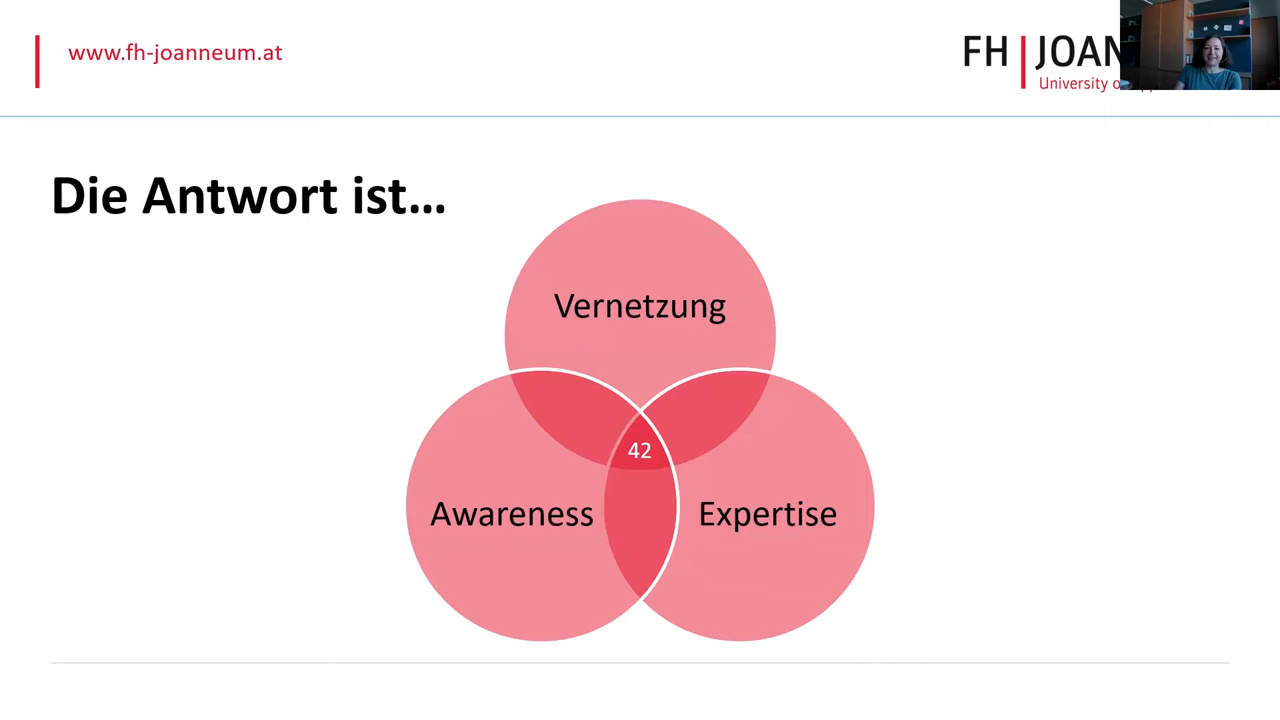 www.fh-joanneum.at
FH JOAN
University
Die Antwort ist...
Vernetzung
42
Awareness
Expertise